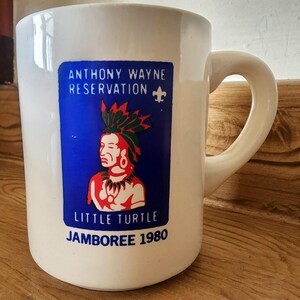 ANTHONY WAYNE
RESERVATION
LITTLE TURTLE
JAMBOREE 1980